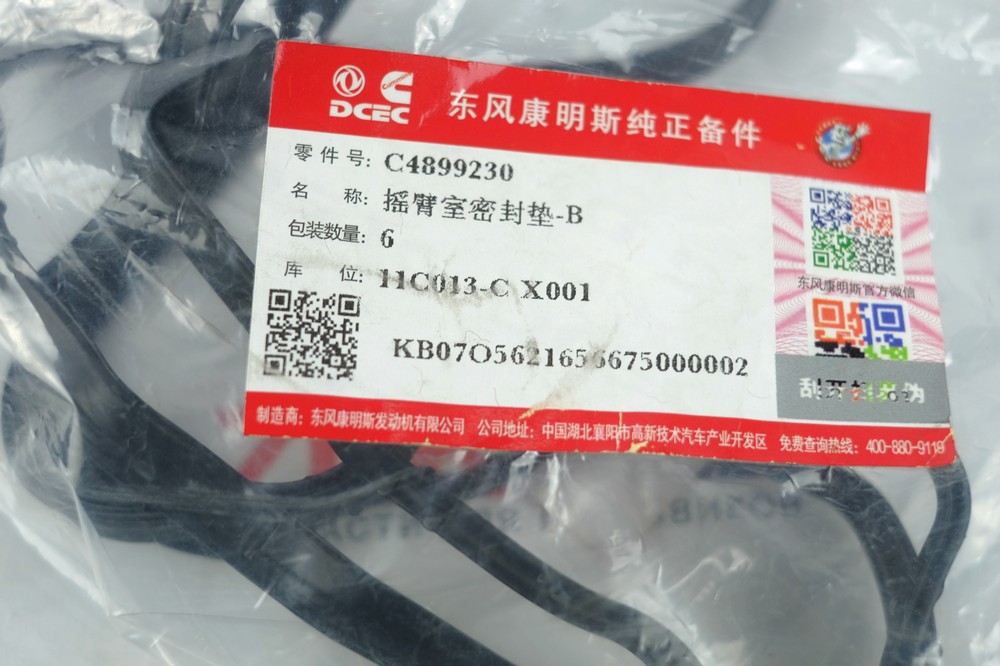 DCEC
东风康明斯纯正备件
零件号: C4899230
名 称: 摇臂室密封垫-B
包装数量: 6
库 位: 11C013-C X001
KB07O5621656675000002
东风康明斯官方微信
制造商: 东风康明斯发动机有限公司 公司地址: 中国湖北襄阳市高新技术汽车产业开发区 免费查询热线: 400-880-9119